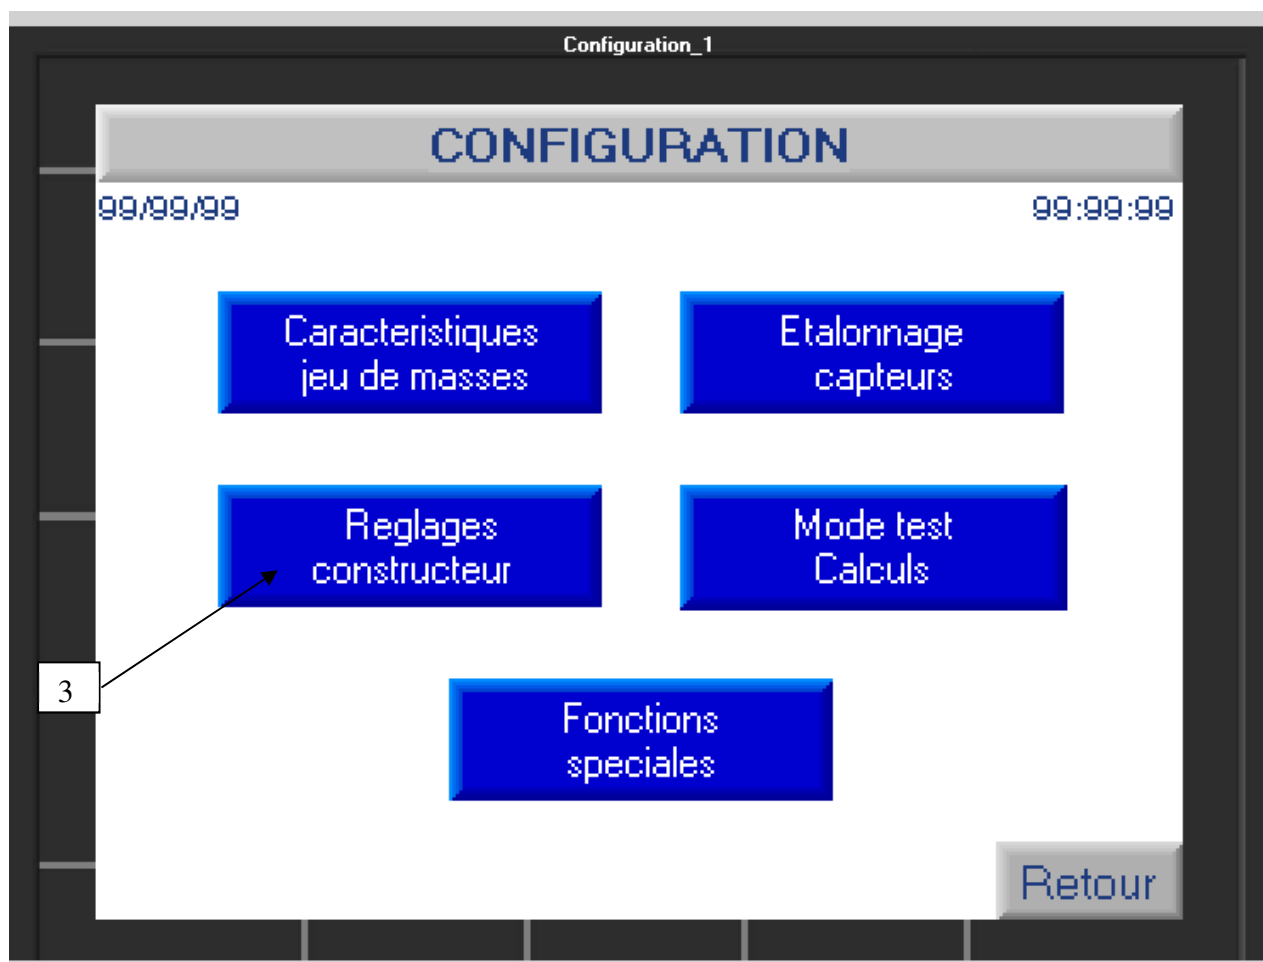 Configuration_1
CONFIGURATION
99/99/99
99:99:99
Caracteristiques
jeu de masses
Etalonnage
capteurs
Reglages
constructeur
Mode test
Calculs
3
Fonctions
speciales
Retour